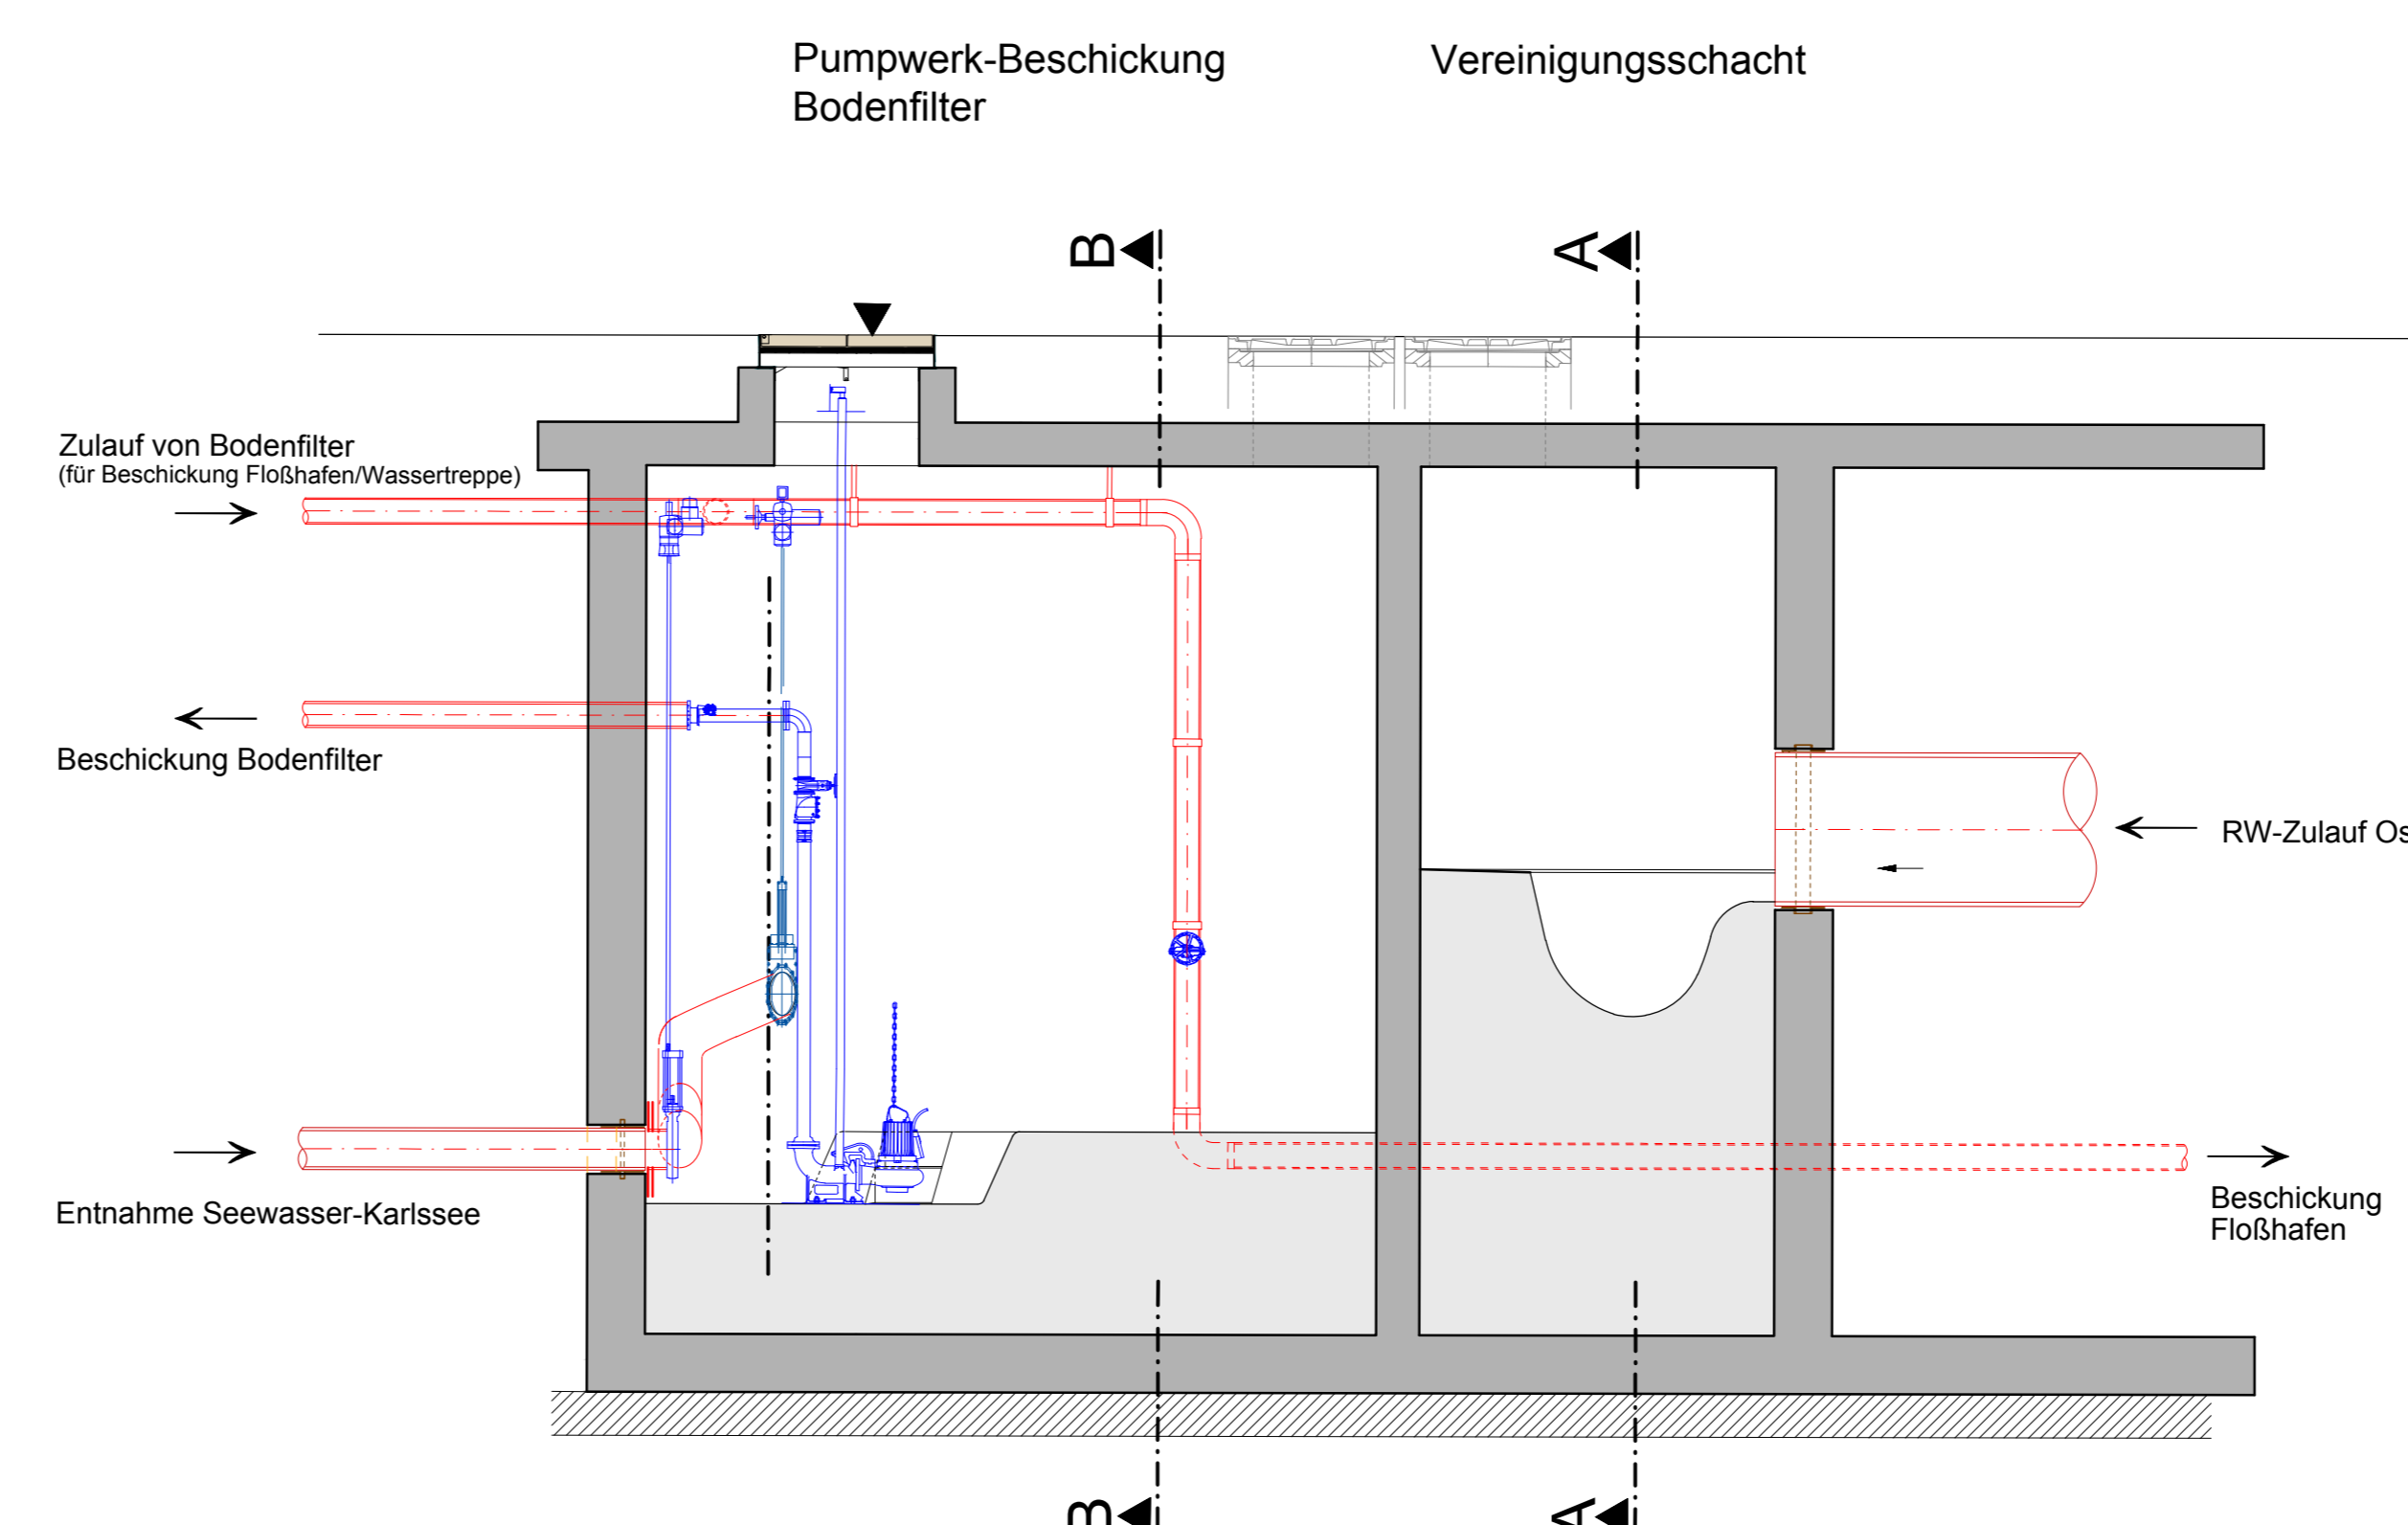 Pumpwerk-Beschickung
Bodenfilter
Vereinigungsschacht
B
A
Zulauf von Bodenfilter
(für Beschickung Floßhafen/Wassertreppe)
Beschickung Bodenfilter
RW-Zulauf Os
Entnahme Seewasser-Karlssee
Beschickung
Floßhafen
B
A